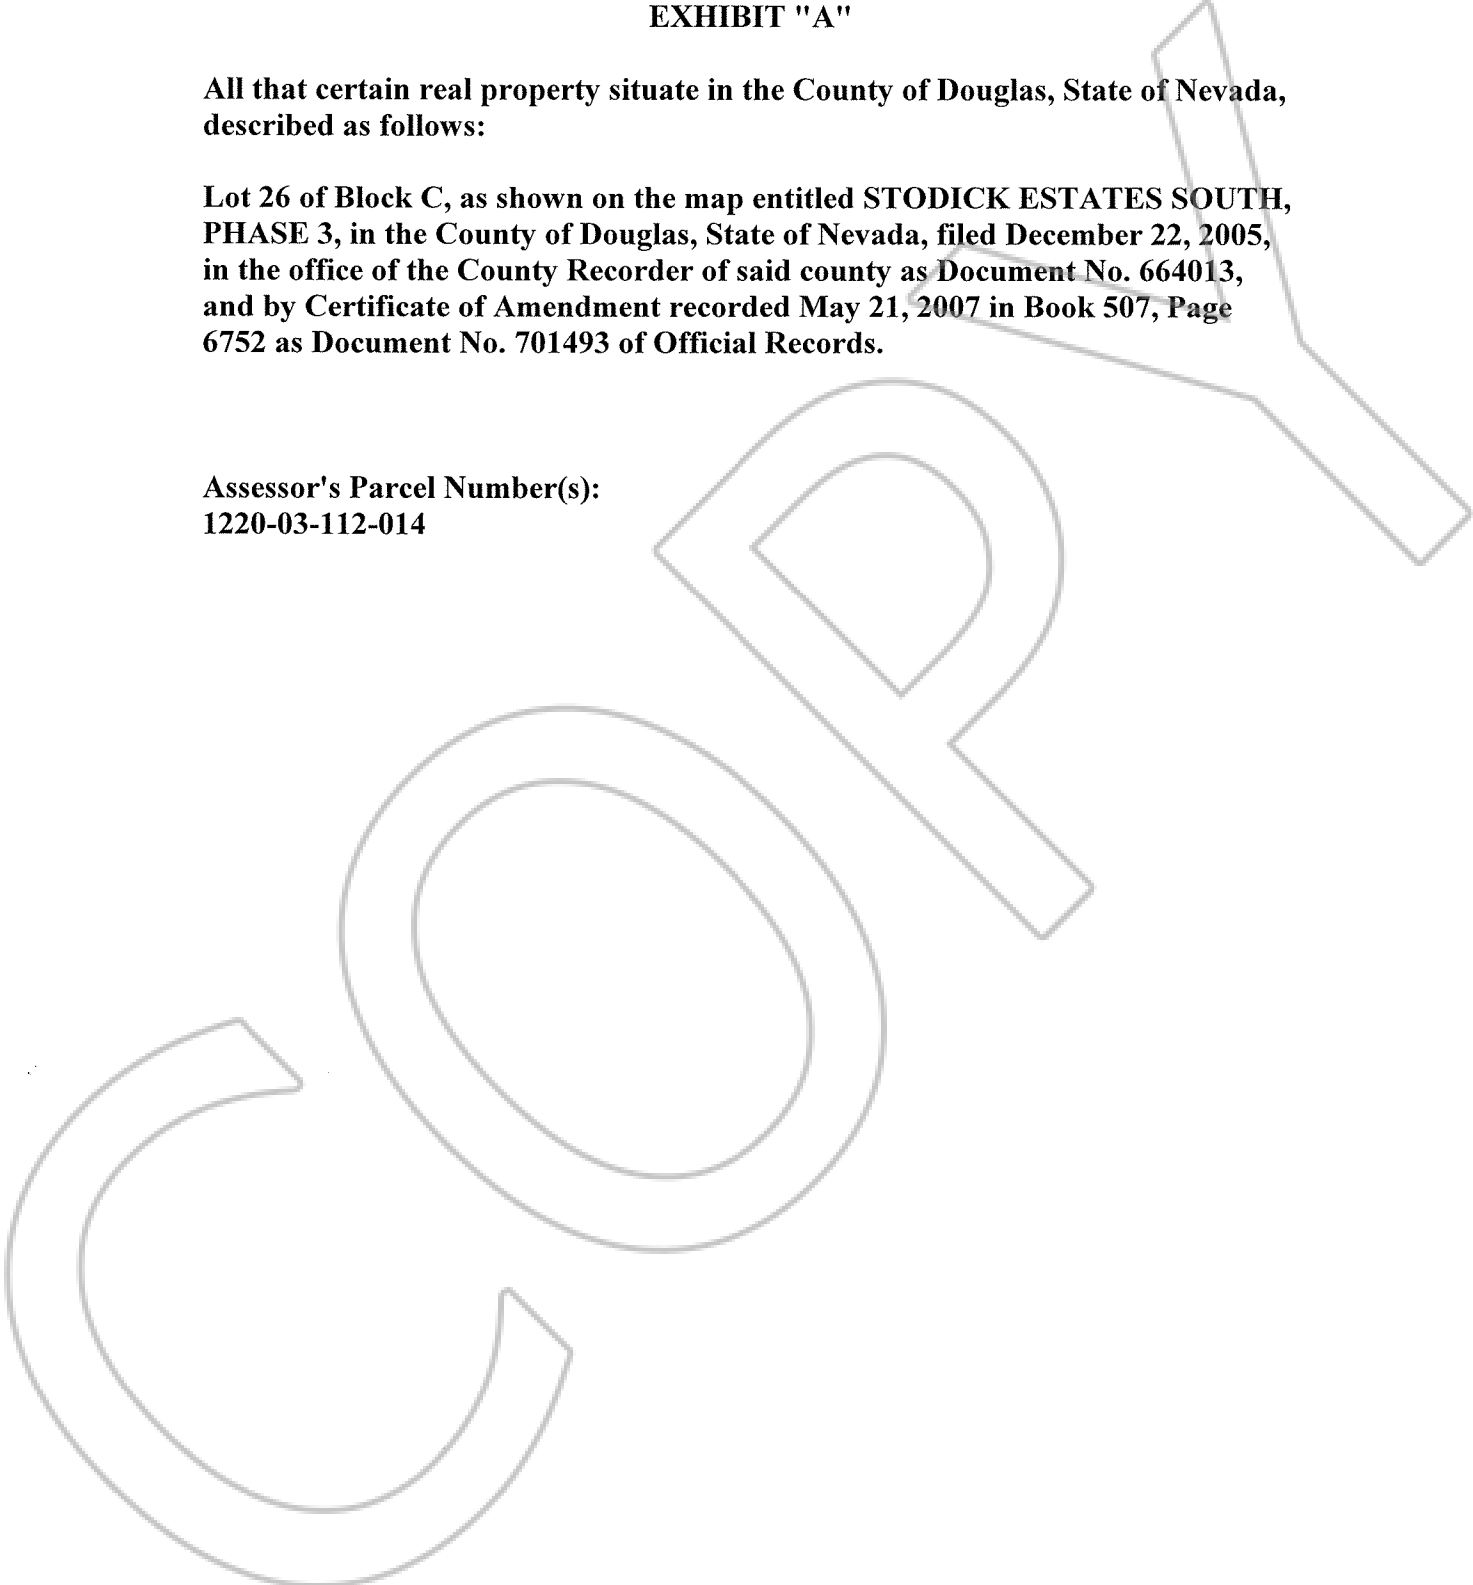 EXHIBIT "A"
All that certain real property situate in the County of Douglas, State of Nevada,
described as follows:
Lot 26 of Block C, as shown on the map entitled STODICK ESTATES SOUTH,
PHASE 3, in the County of Douglas, State of Nevada, filed December 22, 2005,
in the office of the County Recorder of said county as Document No. 664013,
and by Certificate of Amendment recorded May 21, 2007 in Book 507, Page
6752 as Document No. 701493 of Official Records.
Assessor's Parcel Number(s):
1220-03-112-014
COPY